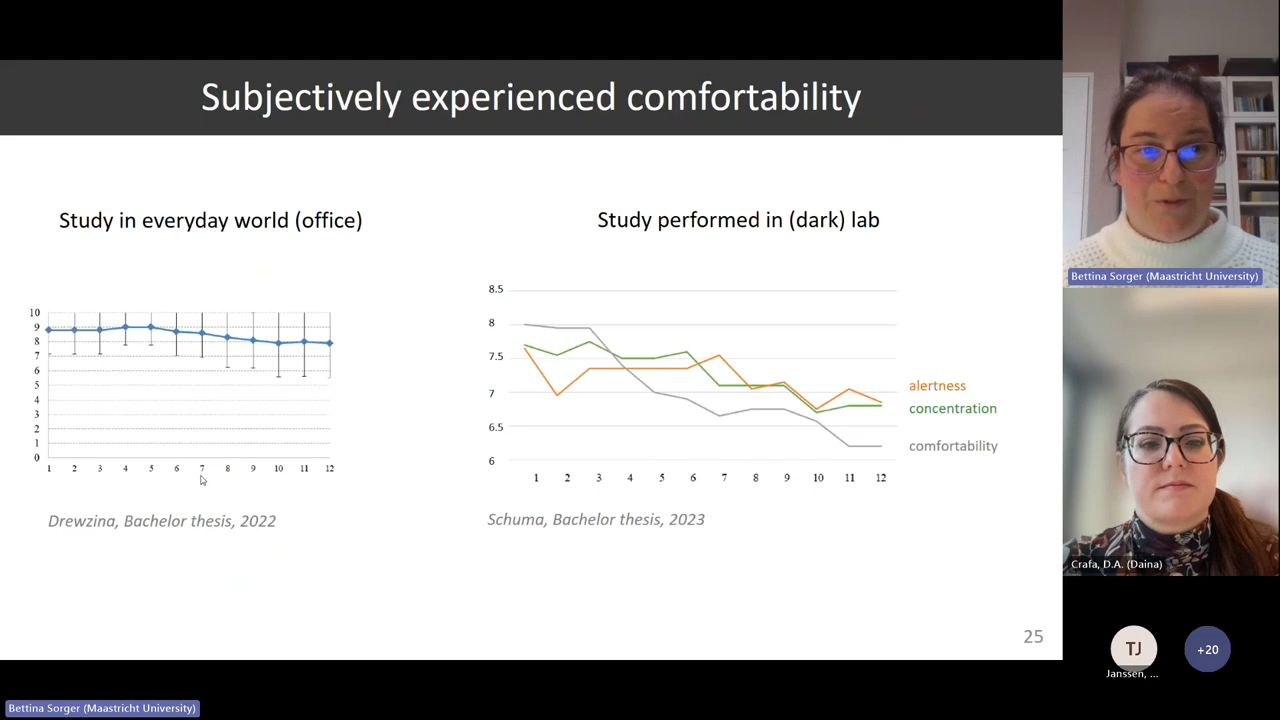 Subjectively experienced comfortability
Study in everyday world (office)
10
9
8
7
6
5
4
3
2
1
0
1 2 3 4 5 6 7 8 9 10 11 12
Drewzina, Bachelor thesis, 2022
Study performed in (dark) lab
8.5
8
7.5
7
6.5
6
1 2 3 4 5 6 7 8 9 10 11 12
alertness
concentration
comfortability
Schuma, Bachelor thesis, 2023
25
Bettina Sorger (Maastricht University)
Crafa, D.A. (Daina)
TJ
Janssen, ...
+20
Bettina Sorger (Maastricht University)